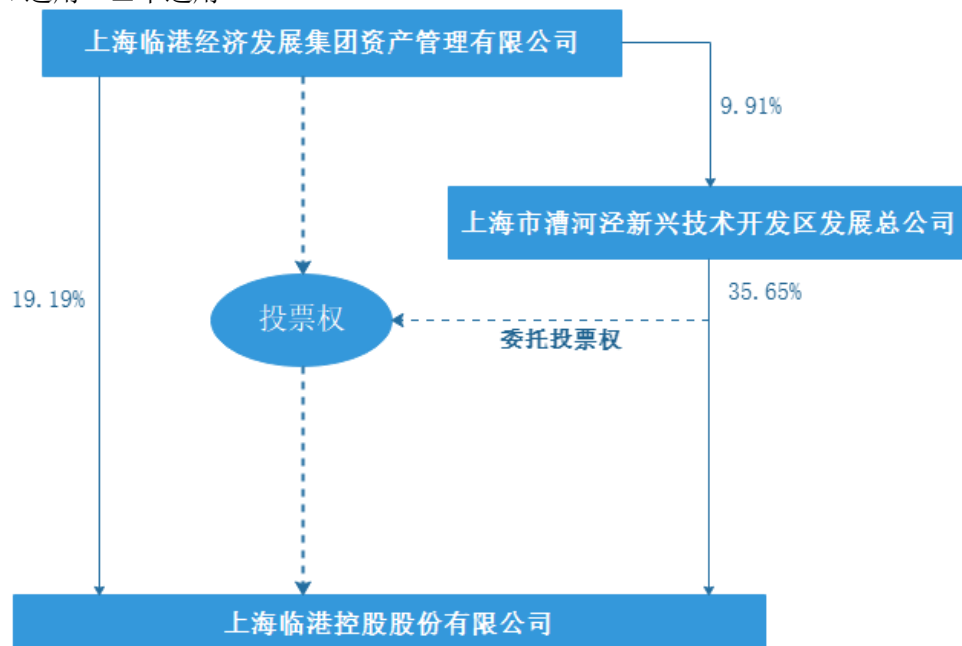 上海临港经济发展集团资产管理有限公司
9.91%
上海市漕河泾新兴技术开发区发展总公司
19.19%
投票权
35.65%
委托投票权
上海临港控股股份有限公司